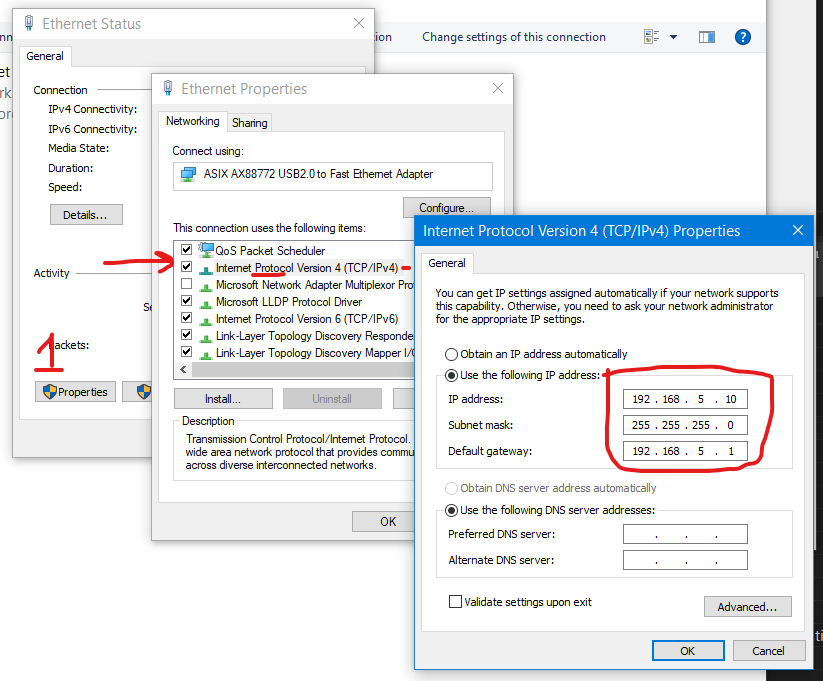 Ethernet Status
Change settings of this connection
General
Connection
IPv4 Connectivity:
IPv6 Connectivity:
Media State:
Duration:
Speed:
Details...
Activity
1
Properties
Ethernet Properties
Networking
Sharing
Connect using:
ASIX AX88772 USB2.0 to Fast Ethernet Adapter
Configure...
This connection uses the following items:
QoS Packet Scheduler
Internet Protocol Version 4 (TCP/IPv4)
Microsoft Network Adapter Multiplexor
Microsoft LLDP Protocol Driver
Internet Protocol Version 6 (TCP/IPv6)
Link-Layer Topology Discovery
Link-Layer Topology Discovery Mapper
Install...
Uninstall
Description
Transmission Control Protocol/Internet Protocol.
wide area network protocol that provides
across diverse interconnected networks.
OK
Internet Protocol Version 4 (TCP/IPv4) Properties
General
You can get IP settings assigned automatically if your network supports
this capability. Otherwise, you need to ask your network administrator
for the appropriate IP settings.
Obtain an IP address automatically
Use the following IP address:
IP address: 192 . 168 . 5 . 10
Subnet mask: 255 . 255 . 255 . 0
Default gateway: 192 . 168 . 5 . 1
Obtain DNS server address automatically
Use the following DNS server addresses:
Preferred DNS server: . . .
Alternate DNS server: . . .
Validate settings upon exit
Advanced...
OK
Cancel